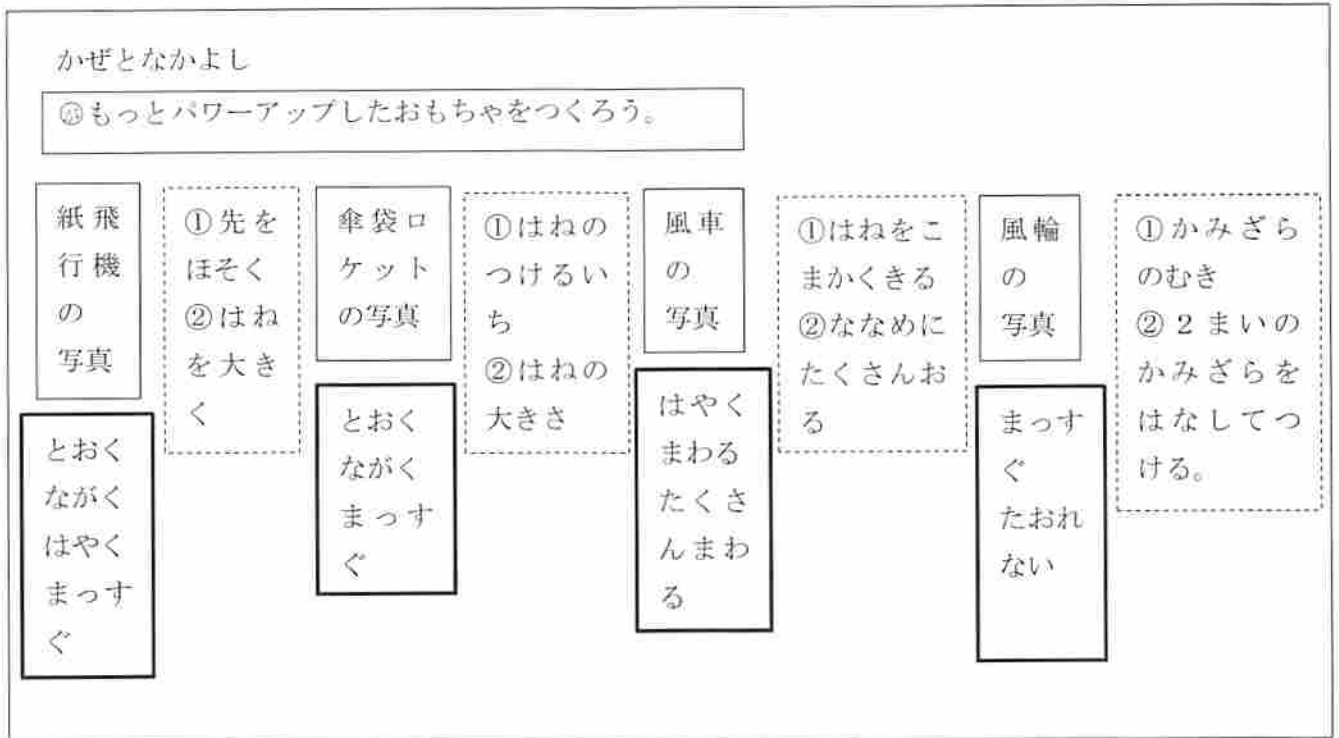 かぜとなかよし
もっとパワーアップしたおもちゃをつくろう。
紙飛
行機
の
写真
とおく
ながく
はやく
まっす
ぐ
①先を
ほそく
②はね
を大き
く
傘袋ロ
ケット
の写真
とおく
ながく
まっす
ぐ
①はねの
つけるい
ち
②はねの
大きさ
風車
の
写真
はやく
まわる
たくさ
んまわ
る
①はねをこ
まかくきる
②ななめに
たくさんお
る
風輪
の
写真
まっす
ぐ
たおれ
ない
①かみざら
のむき
②2まいの
かみざらを
はなしてつ
ける。